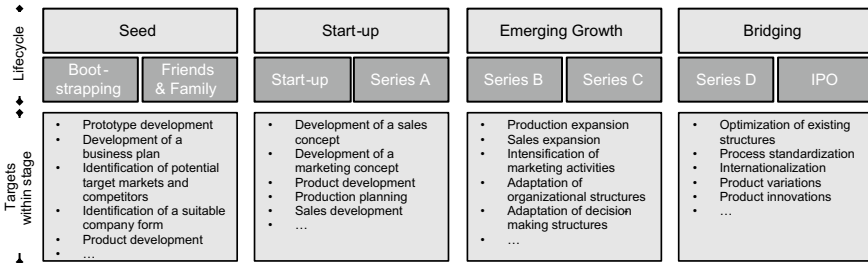 Lifecycle
Seed
Start-up
Emerging Growth
Bridging
Boot-
strapping
Friends
& Family
Start-up
Series A
Series B
Series C
Series D
IPO
Targets
within stage
• Prototype development
• Development of a
business plan
• Identification of potential
target markets and
competitors
• Identification of a suitable
company form
• Product development
• …
• Development of a sales
concept
• Development of a
marketing concept
• Product development
• Production planning
• Sales development
• …
• Production expansion
• Sales expansion
• Intensification of
marketing activities
• Adaptation of
organizational structures
• Adaptation of decision-
making structures
• …
• Optimization of existing
structures
• Process standardization
• Internationalization
• Product variations
• Product innovations
• …